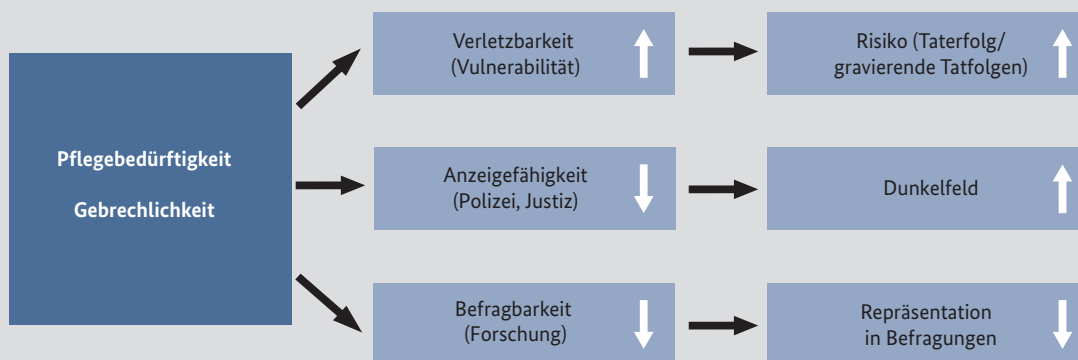 Pflegebedürftigkeit
Gebrechlichkeit
Verletzbarkeit
(Vulnerabilität)
Risiko (Taterfolg/
gravierende Tatfolgen)
Anzeigefähigkeit
(Polizei, Justiz)
Dunkelfeld
Befragbarkeit
(Forschung)
Repräsentation
in Befragungen